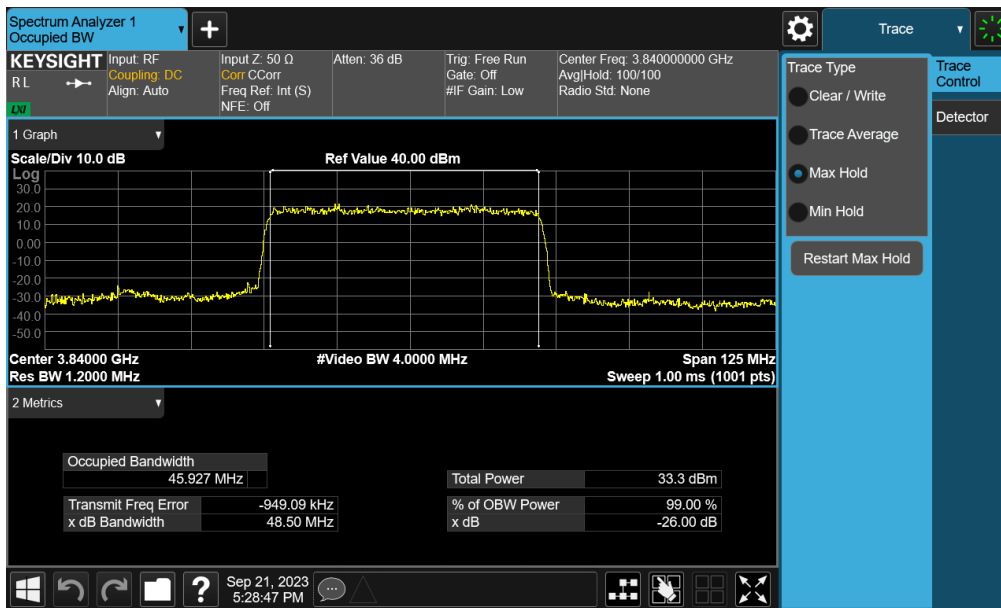 Spectrum Analyzer 1
Occupied BW
Trace
KEYSIGHT
R L
LXI
Input: RF
Coupling: DC
Align: Auto
Input Z: 50 Ω
Corr CCorr
Freq Ref: Int (S)
NFE: Off
Atten: 36 dB
Trig: Free Run
Gate: Off
#IF Gain: Low
Center Freq: 3.840000000 GHz
Avg|Hold: 100/100
Radio Std: None
Trace Type
Clear / Write
Trace Average
Max Hold
Min Hold
Restart Max Hold
Trace
Control
Detector
1 Graph
Scale/Div 10.0 dB
Ref Value 40.00 dBm
Log
30.0
20.0
10.0
0.00
-10.0
-20.0
-30.0
-40.0
-50.0
Center 3.84000 GHz
#Video BW 4.0000 MHz
Span 125 MHz
Res BW 1.2000 MHz
Sweep 1.00 ms (1001 pts)
2 Metrics
Occupied Bandwidth
45.927 MHz
Total Power 33.3 dBm
Transmit Freq Error -949.09 kHz
% of OBW Power 99.00 %
x dB Bandwidth 48.50 MHz
x dB -26.00 dB
?
Sep 21, 2023
5:28:47 PM